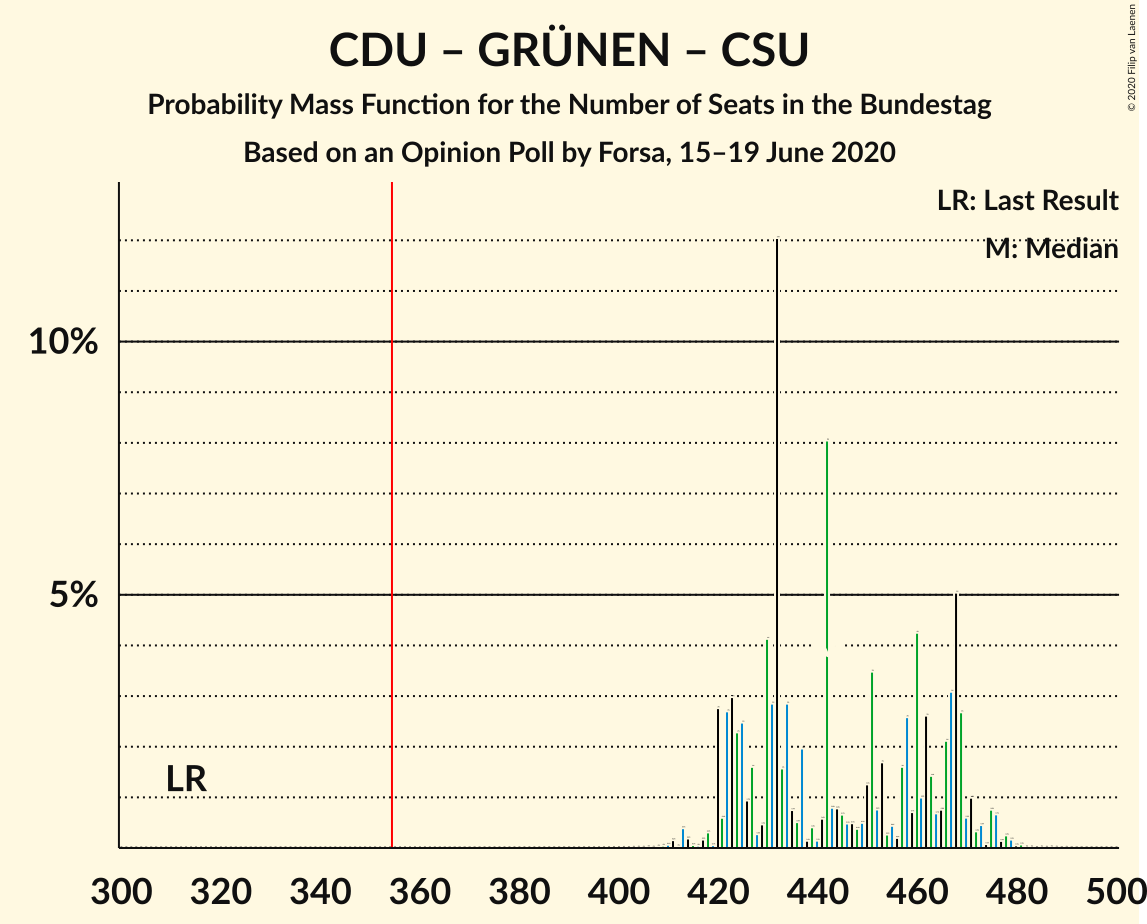 CDU – GRÜNEN – CSU
Probability Mass Function for the Number of Seats in the Bundestag
Based on an Opinion Poll by Forsa, 15–19 June 2020
© 2020 Filip van Laenen
LR: Last Result
M: Median
10%
5%
LR
300 320 340 360 380 400 420 440 460 480 500